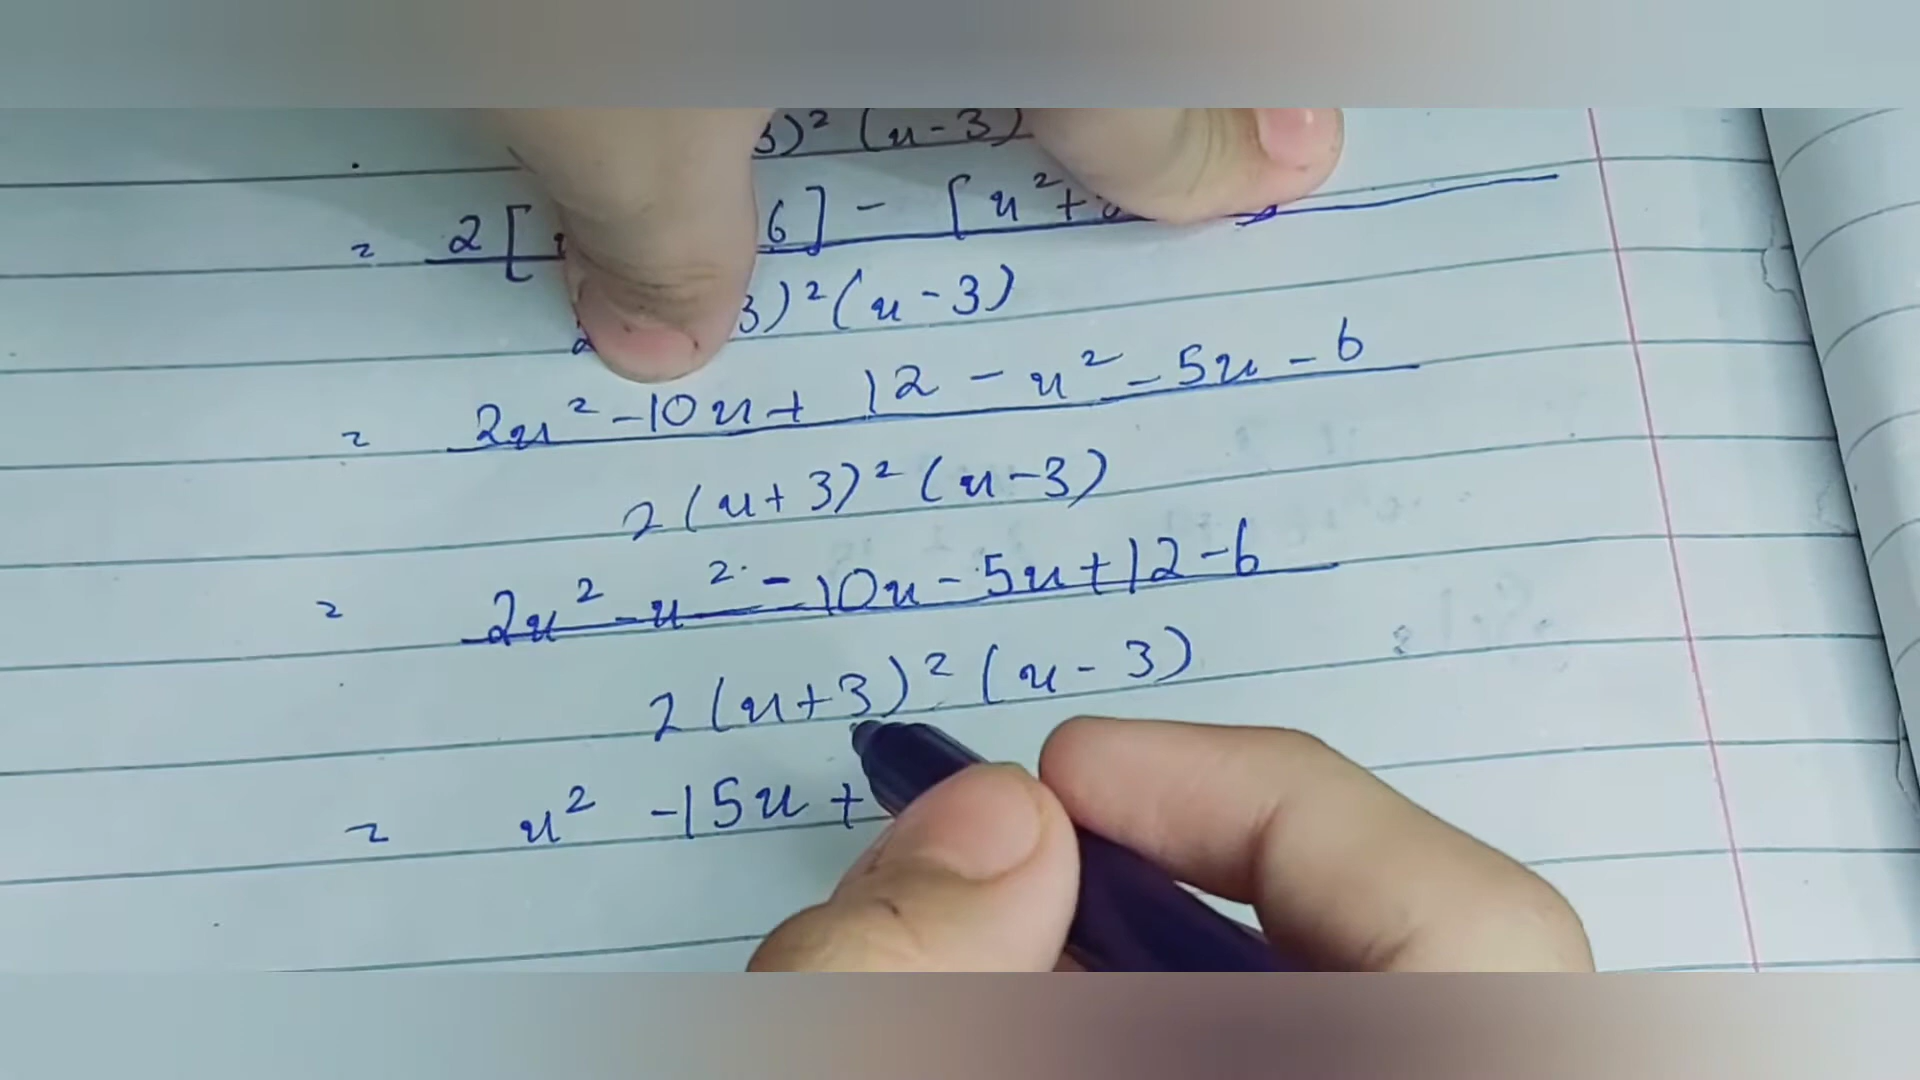 3)² (x-3)
= 2[ 6] - [x²+
3)²(x-3)
= 2x²-10x+12-x²-5x-6
2(x+3)²(x-3)
= 2x²-x²-10x-5x+12-6
2(x+3)²(x-3)
= x²-15x+